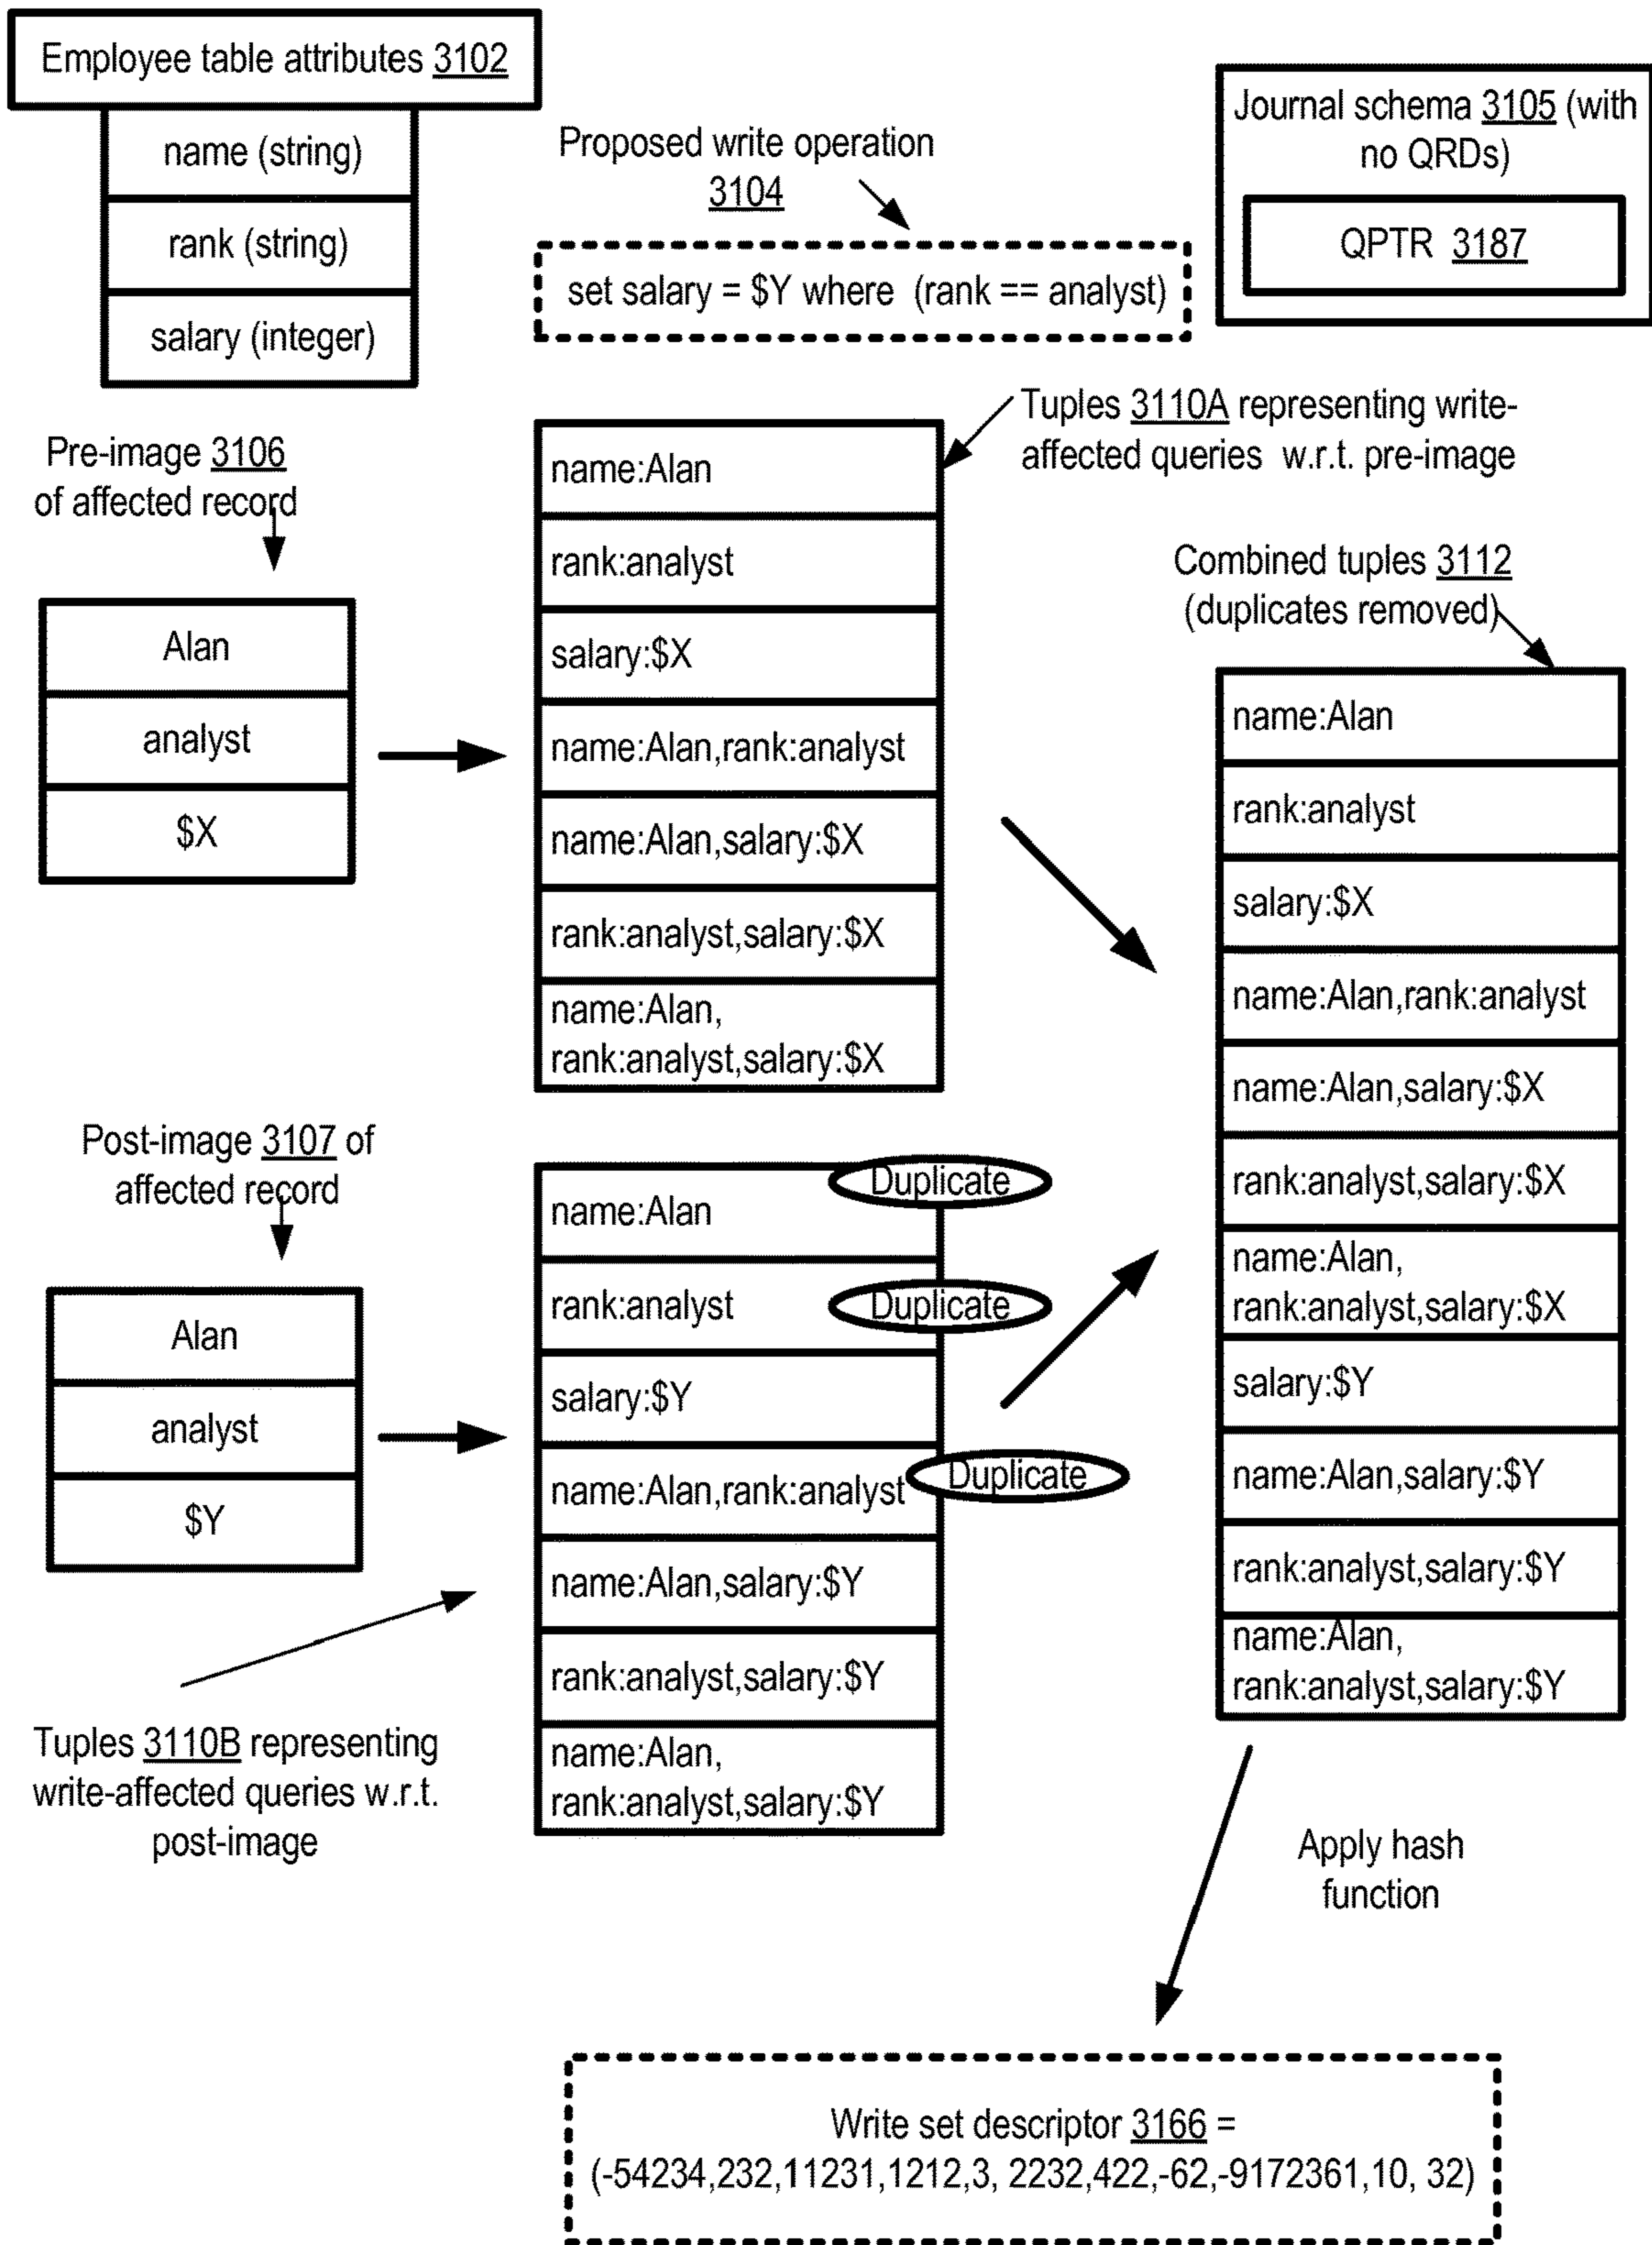 Employee table attributes 3102
name (string)
rank (string)
salary (integer)
Proposed write operation
3104
set salary = $Y where (rank == analyst)
Journal schema 3105 (with
no QRDs)
QPTR 3187
Pre-image 3106
of affected record
Alan
analyst
$X
Tuples 3110A representing write-
affected queries w.r.t. pre-image
name:Alan
rank:analyst
salary:$X
name:Alan,rank:analyst
name:Alan,salary:$X
rank:analyst,salary:$X
name:Alan,
rank:analyst,salary:$X
Combined tuples 3112
(duplicates removed)
name:Alan
rank:analyst
salary:$X
name:Alan,rank:analyst
name:Alan,salary:$X
rank:analyst,salary:$X
name:Alan,
rank:analyst,salary:$X
salary:$Y
name:Alan,salary:$Y
rank:analyst,salary:$Y
name:Alan,
rank:analyst,salary:$Y
Post-image 3107 of
affected record
Alan
analyst
$Y
name:Alan
Duplicate
rank:analyst
Duplicate
salary:$Y
name:Alan,rank:analyst
Duplicate
name:Alan,salary:$Y
rank:analyst,salary:$Y
name:Alan,
rank:analyst,salary:$Y
Tuples 3110B representing
write-affected queries w.r.t.
post-image
Apply hash
function
Write set descriptor 3166 =
(-54234,232,11231,1212,3, 2232,422,-62,-9172361,10, 32)